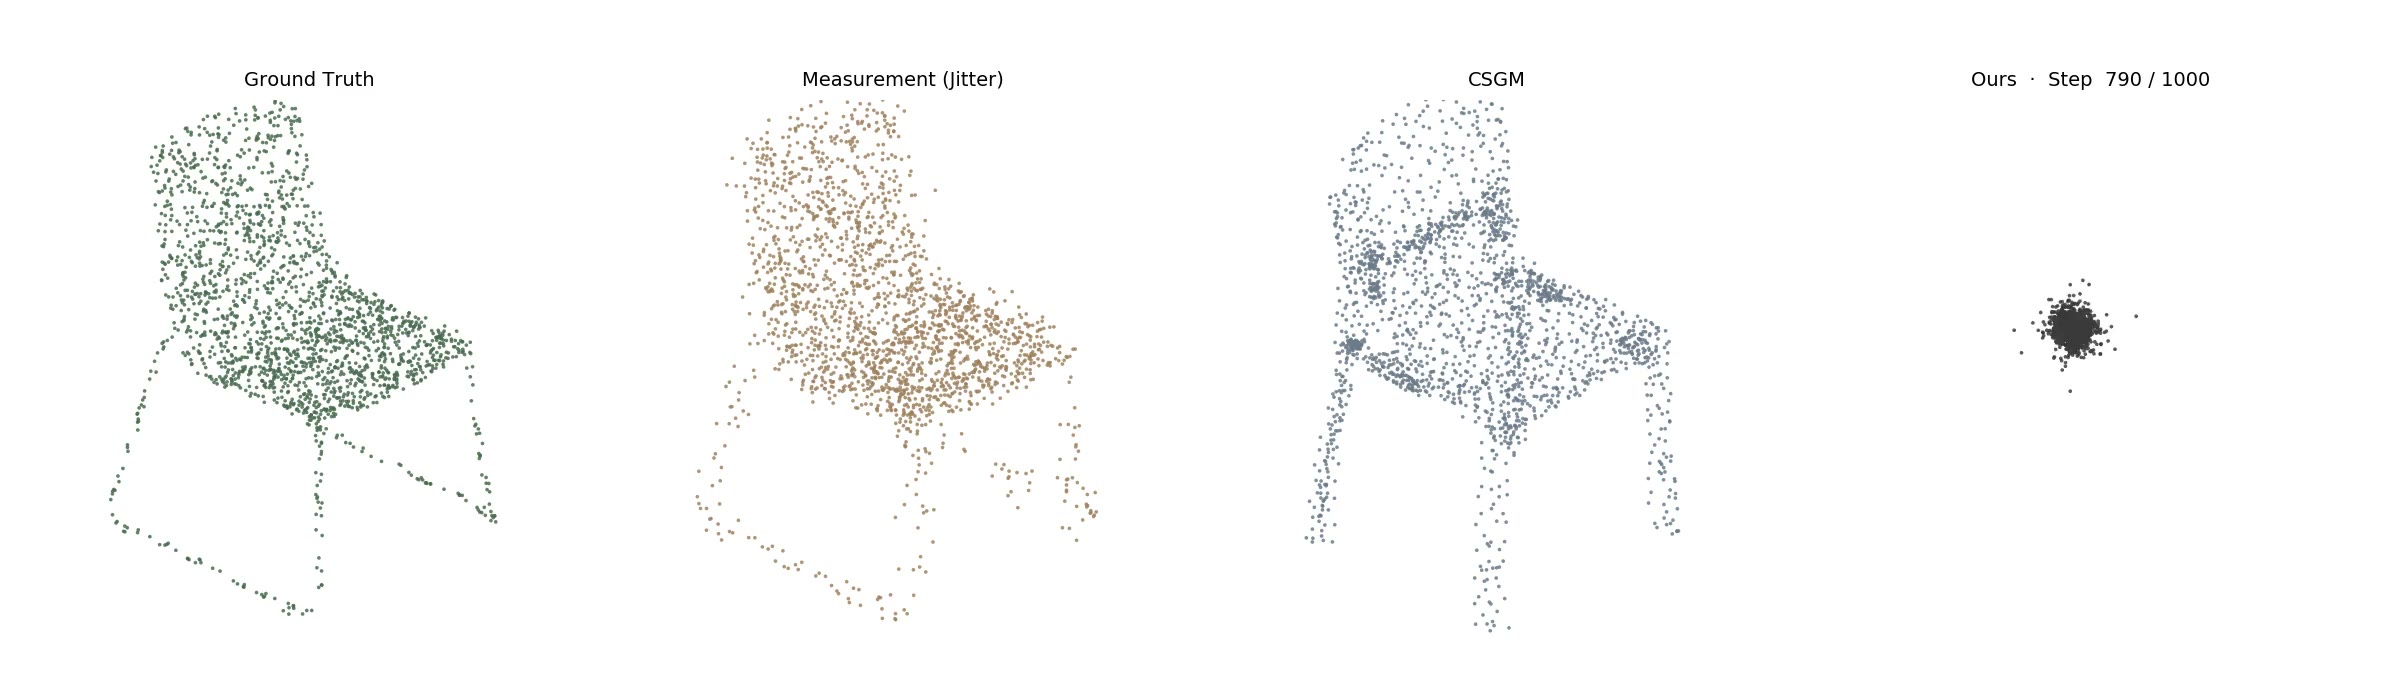 Ground Truth
Measurement (Jitter)
CSGM
Ours · Step 790 / 1000